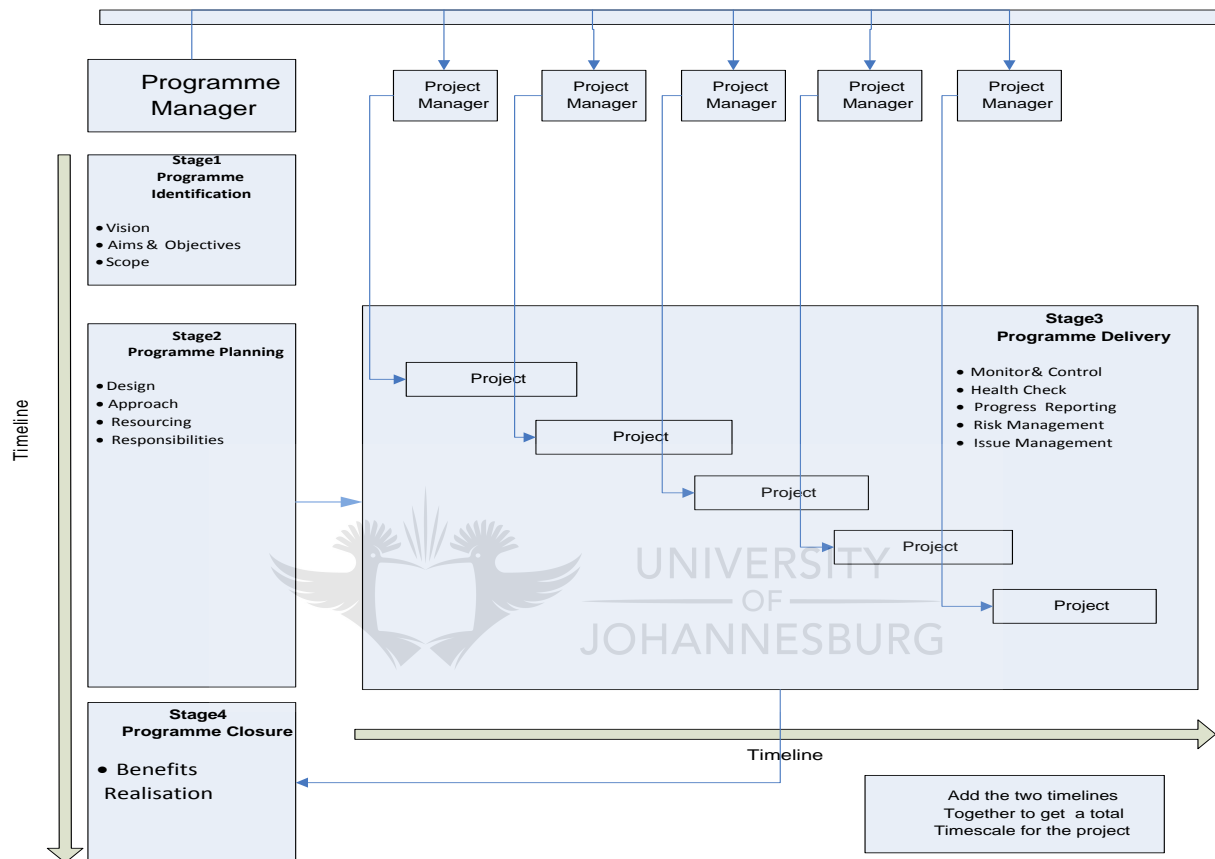 Programme
Manager
Project
Manager
Project
Manager
Project
Manager
Project
Manager
Project
Manager
Timeline
Stage1
Programme
Identification
• Vision
• Aims & Objectives
• Scope
Stage2
Programme Planning
• Design
• Approach
• Resourcing
• Responsibilities
Stage3
Programme Delivery
• Monitor& Control
• Health Check
• Progress Reporting
• Risk Management
• Issue Management
Project
Project
Project
Project
Project
UNIVERSITY
OF
JOHANNESBURG
Stage4
Programme Closure
• Benefits
Realisation
Timeline
Add the two timelines
Together to get a total
Timescale for the project